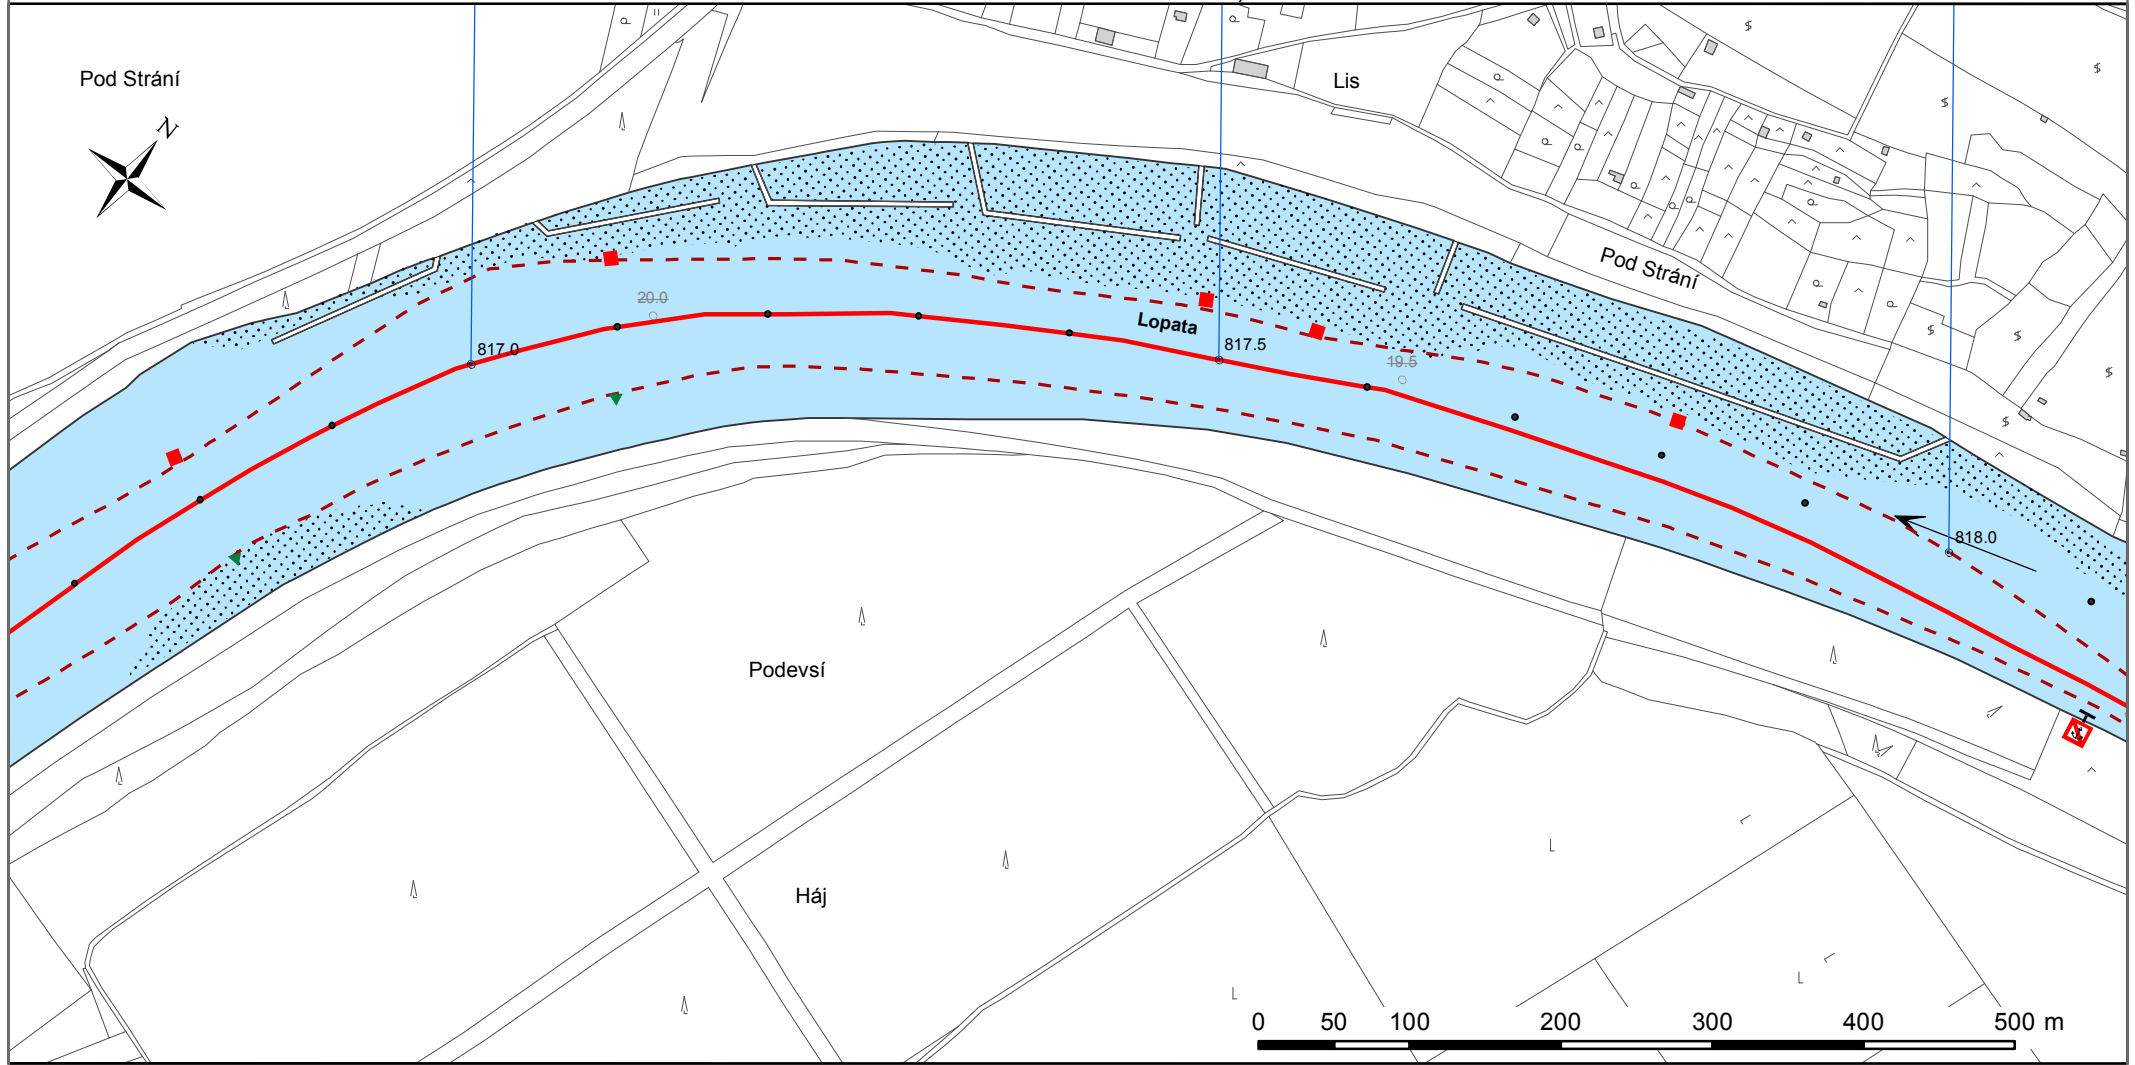 Pod Strání
N
Lis
Pod Strání
20.0
Lopata
817.0
817.5
19.5
818.0
Podevsí
Háj
0 50 100 200 300 400 500 m